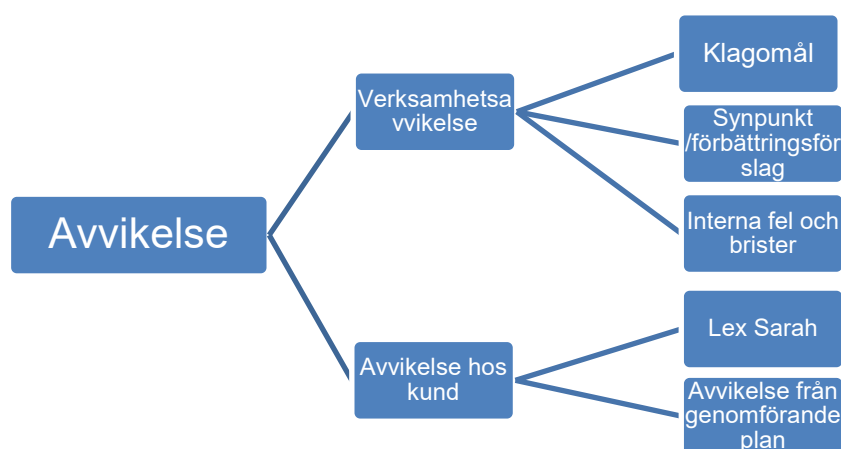 Avvikelse
Verksamhetsa
vvikelse
Avvikelse hos
kund
Klagomål
Synpunkt
/förbättringsför
slag
Interna fel och
brister
Lex Sarah
Avvikelse från
genomförande
plan